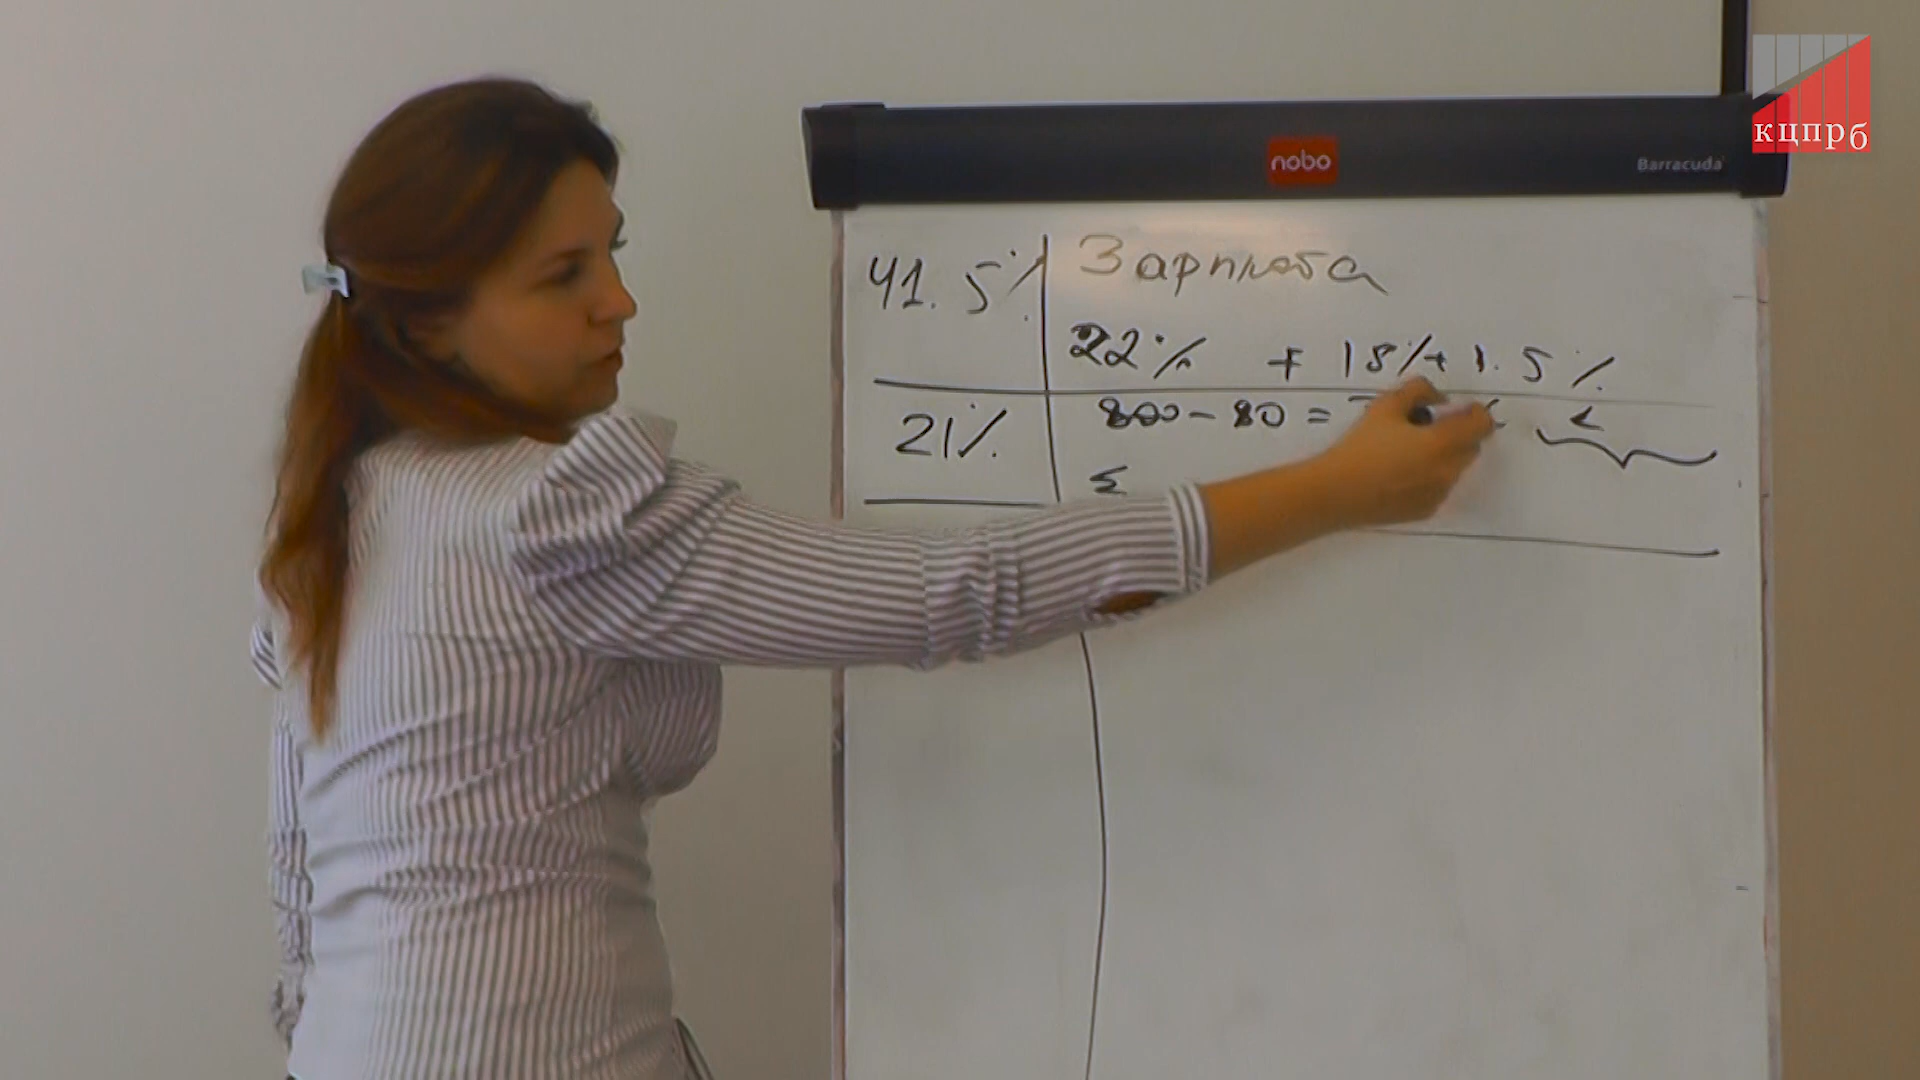 кцпрб
nobo
Barracuda
41.5% Зарплата
22% + 18% + 1.5%
21% 800 - 80 =
≤